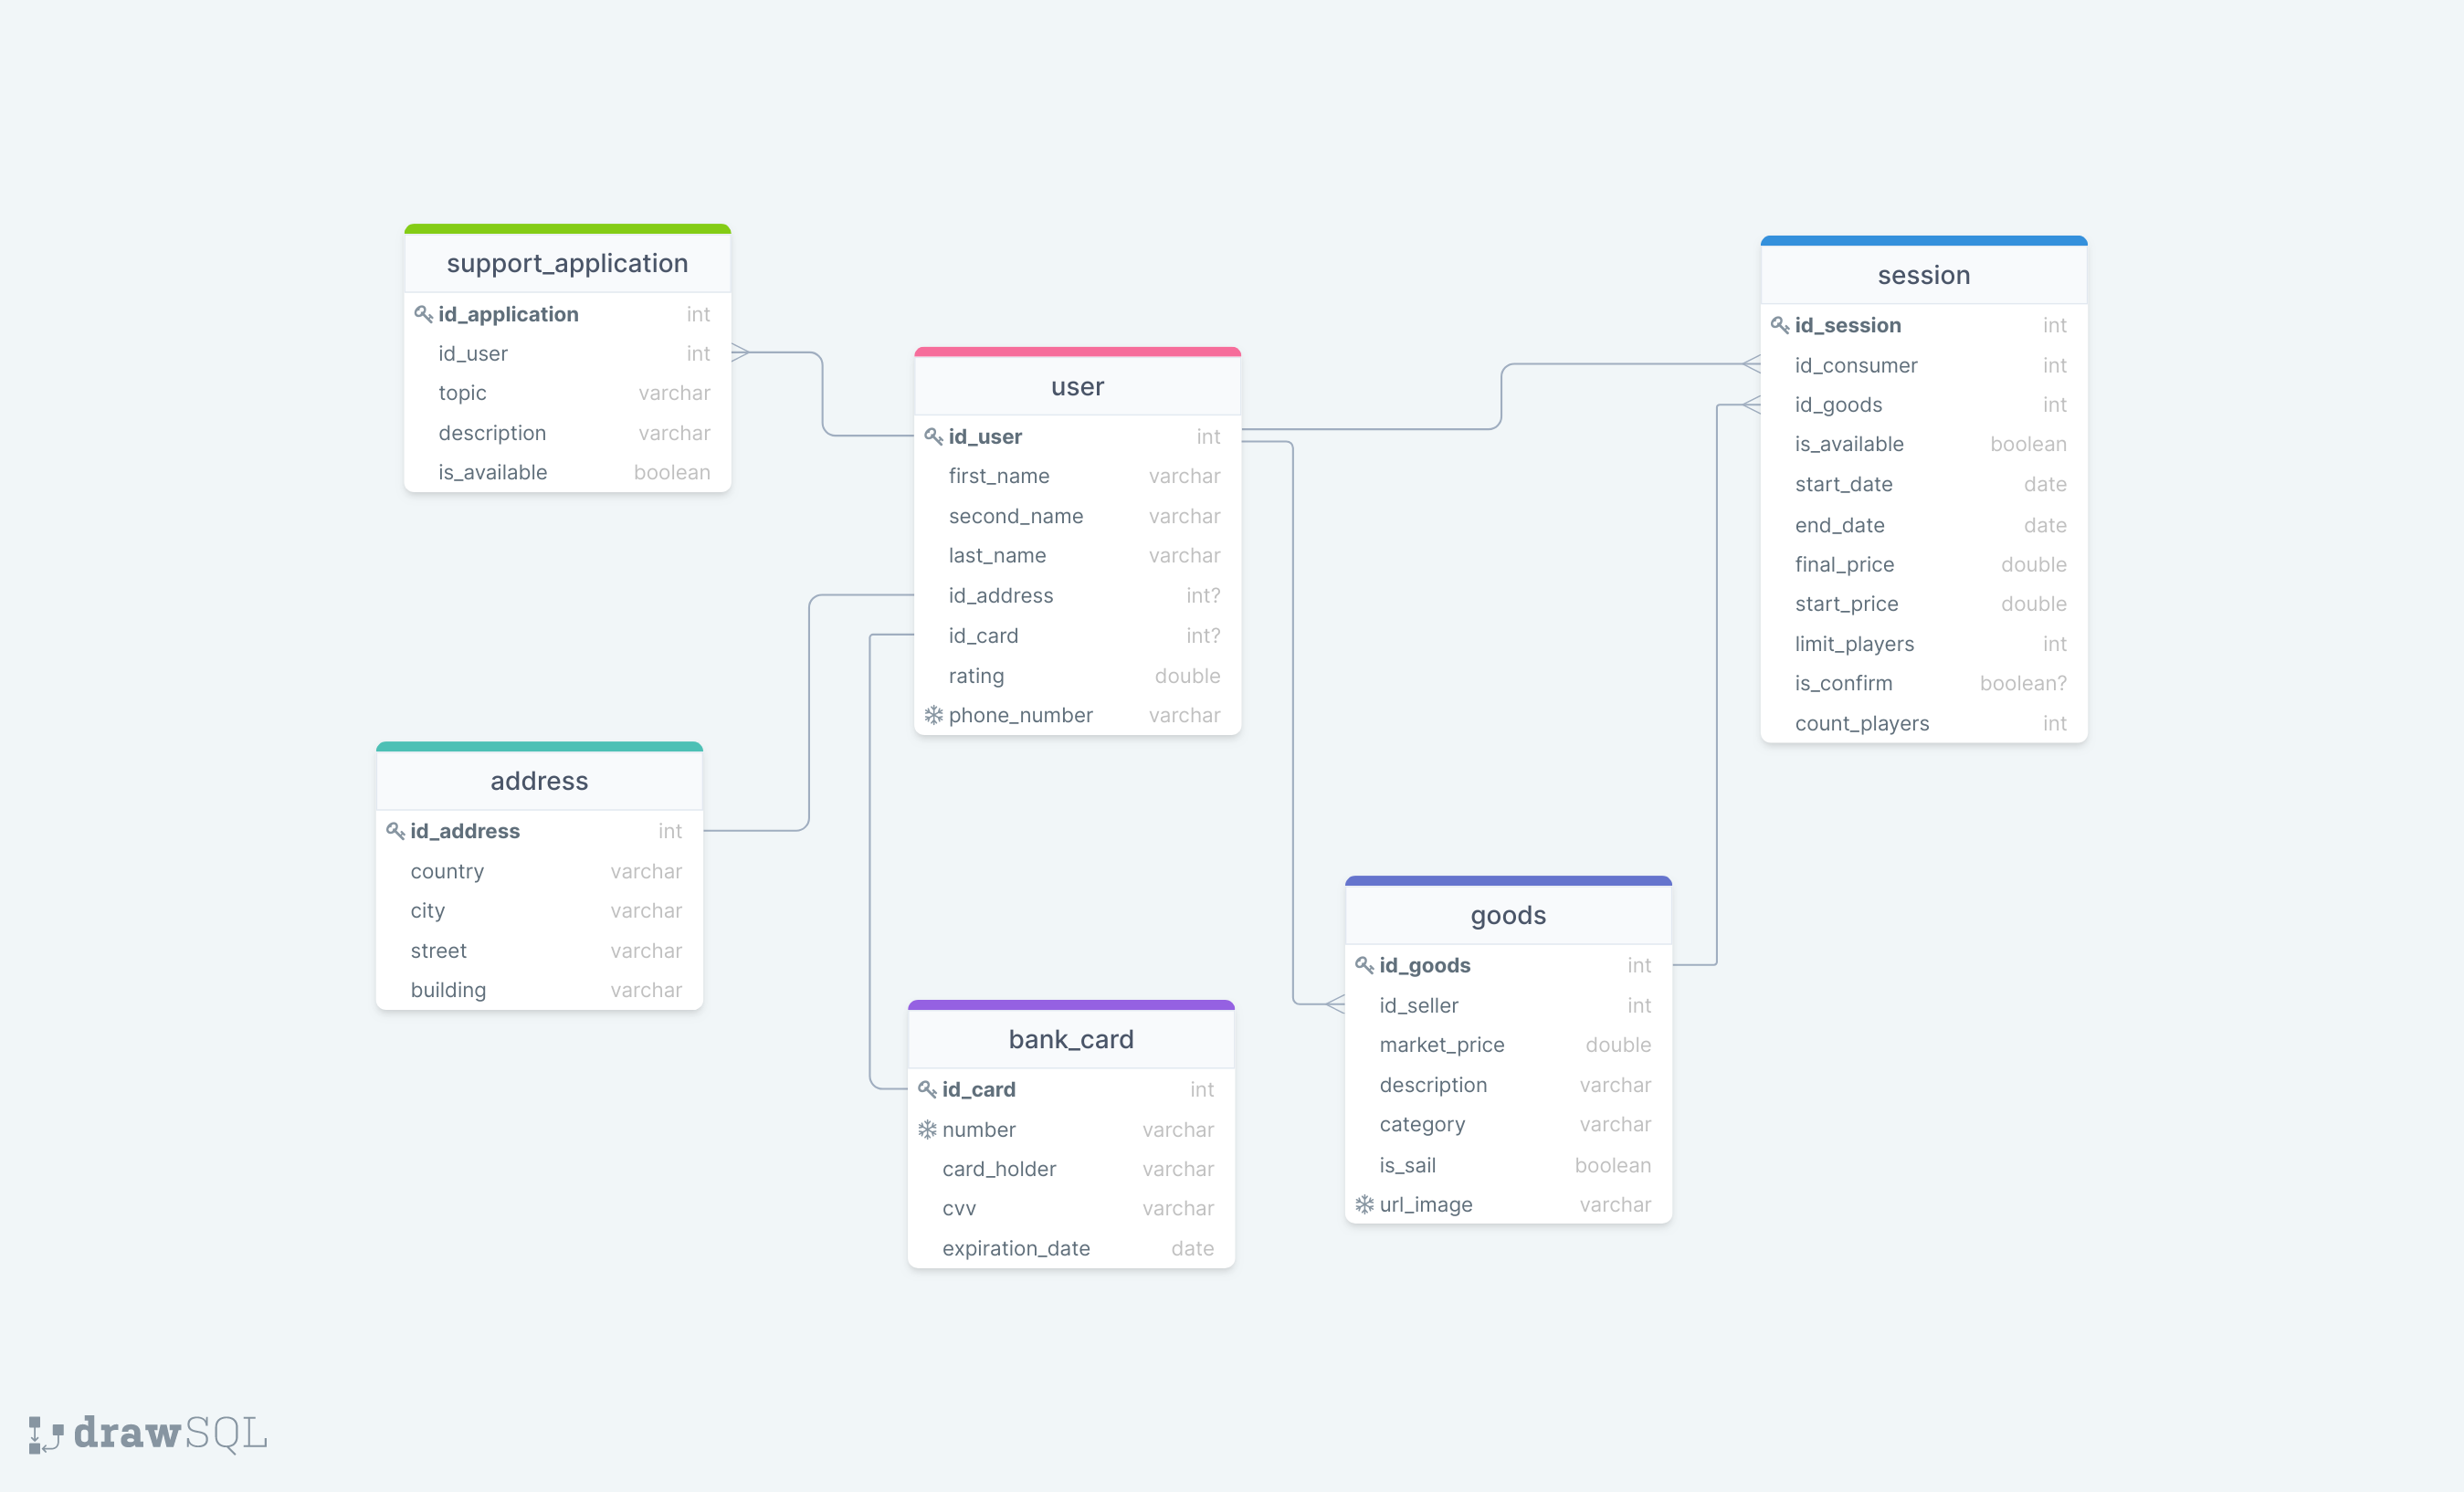 support_application
id_application int
id_user int
topic varchar
description varchar
is_available boolean
user
id_user int
first_name varchar
second_name varchar
last_name varchar
id_address int?
id_card int?
rating double
phone_number varchar
session
id_session int
id_consumer int
id_goods int
is_available boolean
start_date date
end_date date
final_price double
start_price double
limit_players int
is_confirm boolean?
count_players int
address
id_address int
country varchar
city varchar
street varchar
building varchar
bank_card
id_card int
number varchar
card_holder varchar
cvv varchar
expiration_date date
goods
id_goods int
id_seller int
market_price double
description varchar
category varchar
is_sail boolean
url_image varchar
drawSQL